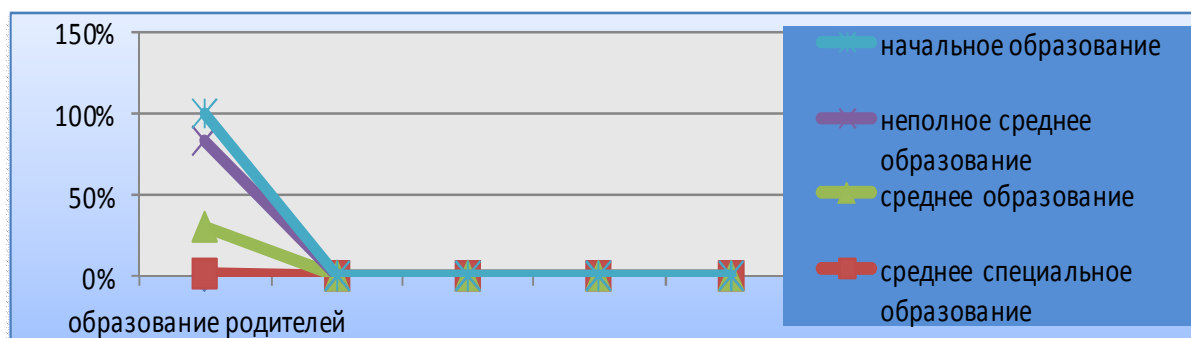 150%
100%
50%
0%
образование родителей
начальное образование
неполное среднее
образование
среднее образование
среднее специальное
образование